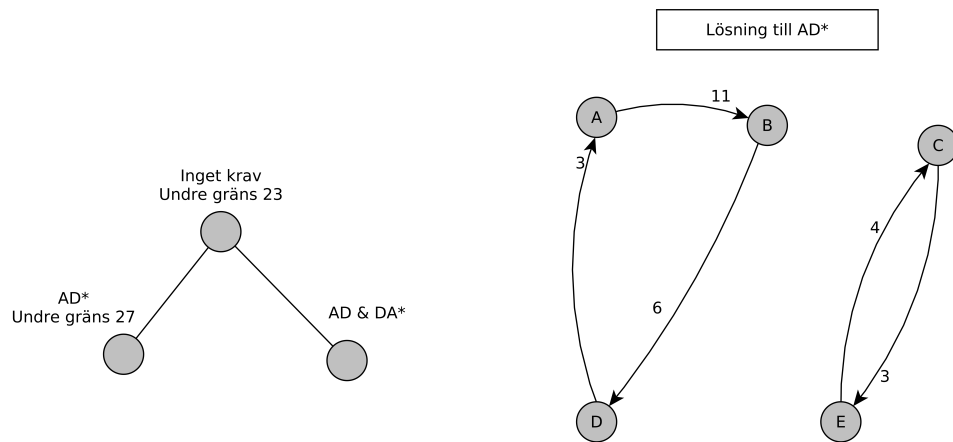 Inget krav
Undre gräns 23
AD*
Undre gräns 27
AD & DA*
Lösning till AD*
A
11
B
3
C
4
6
3
D
E